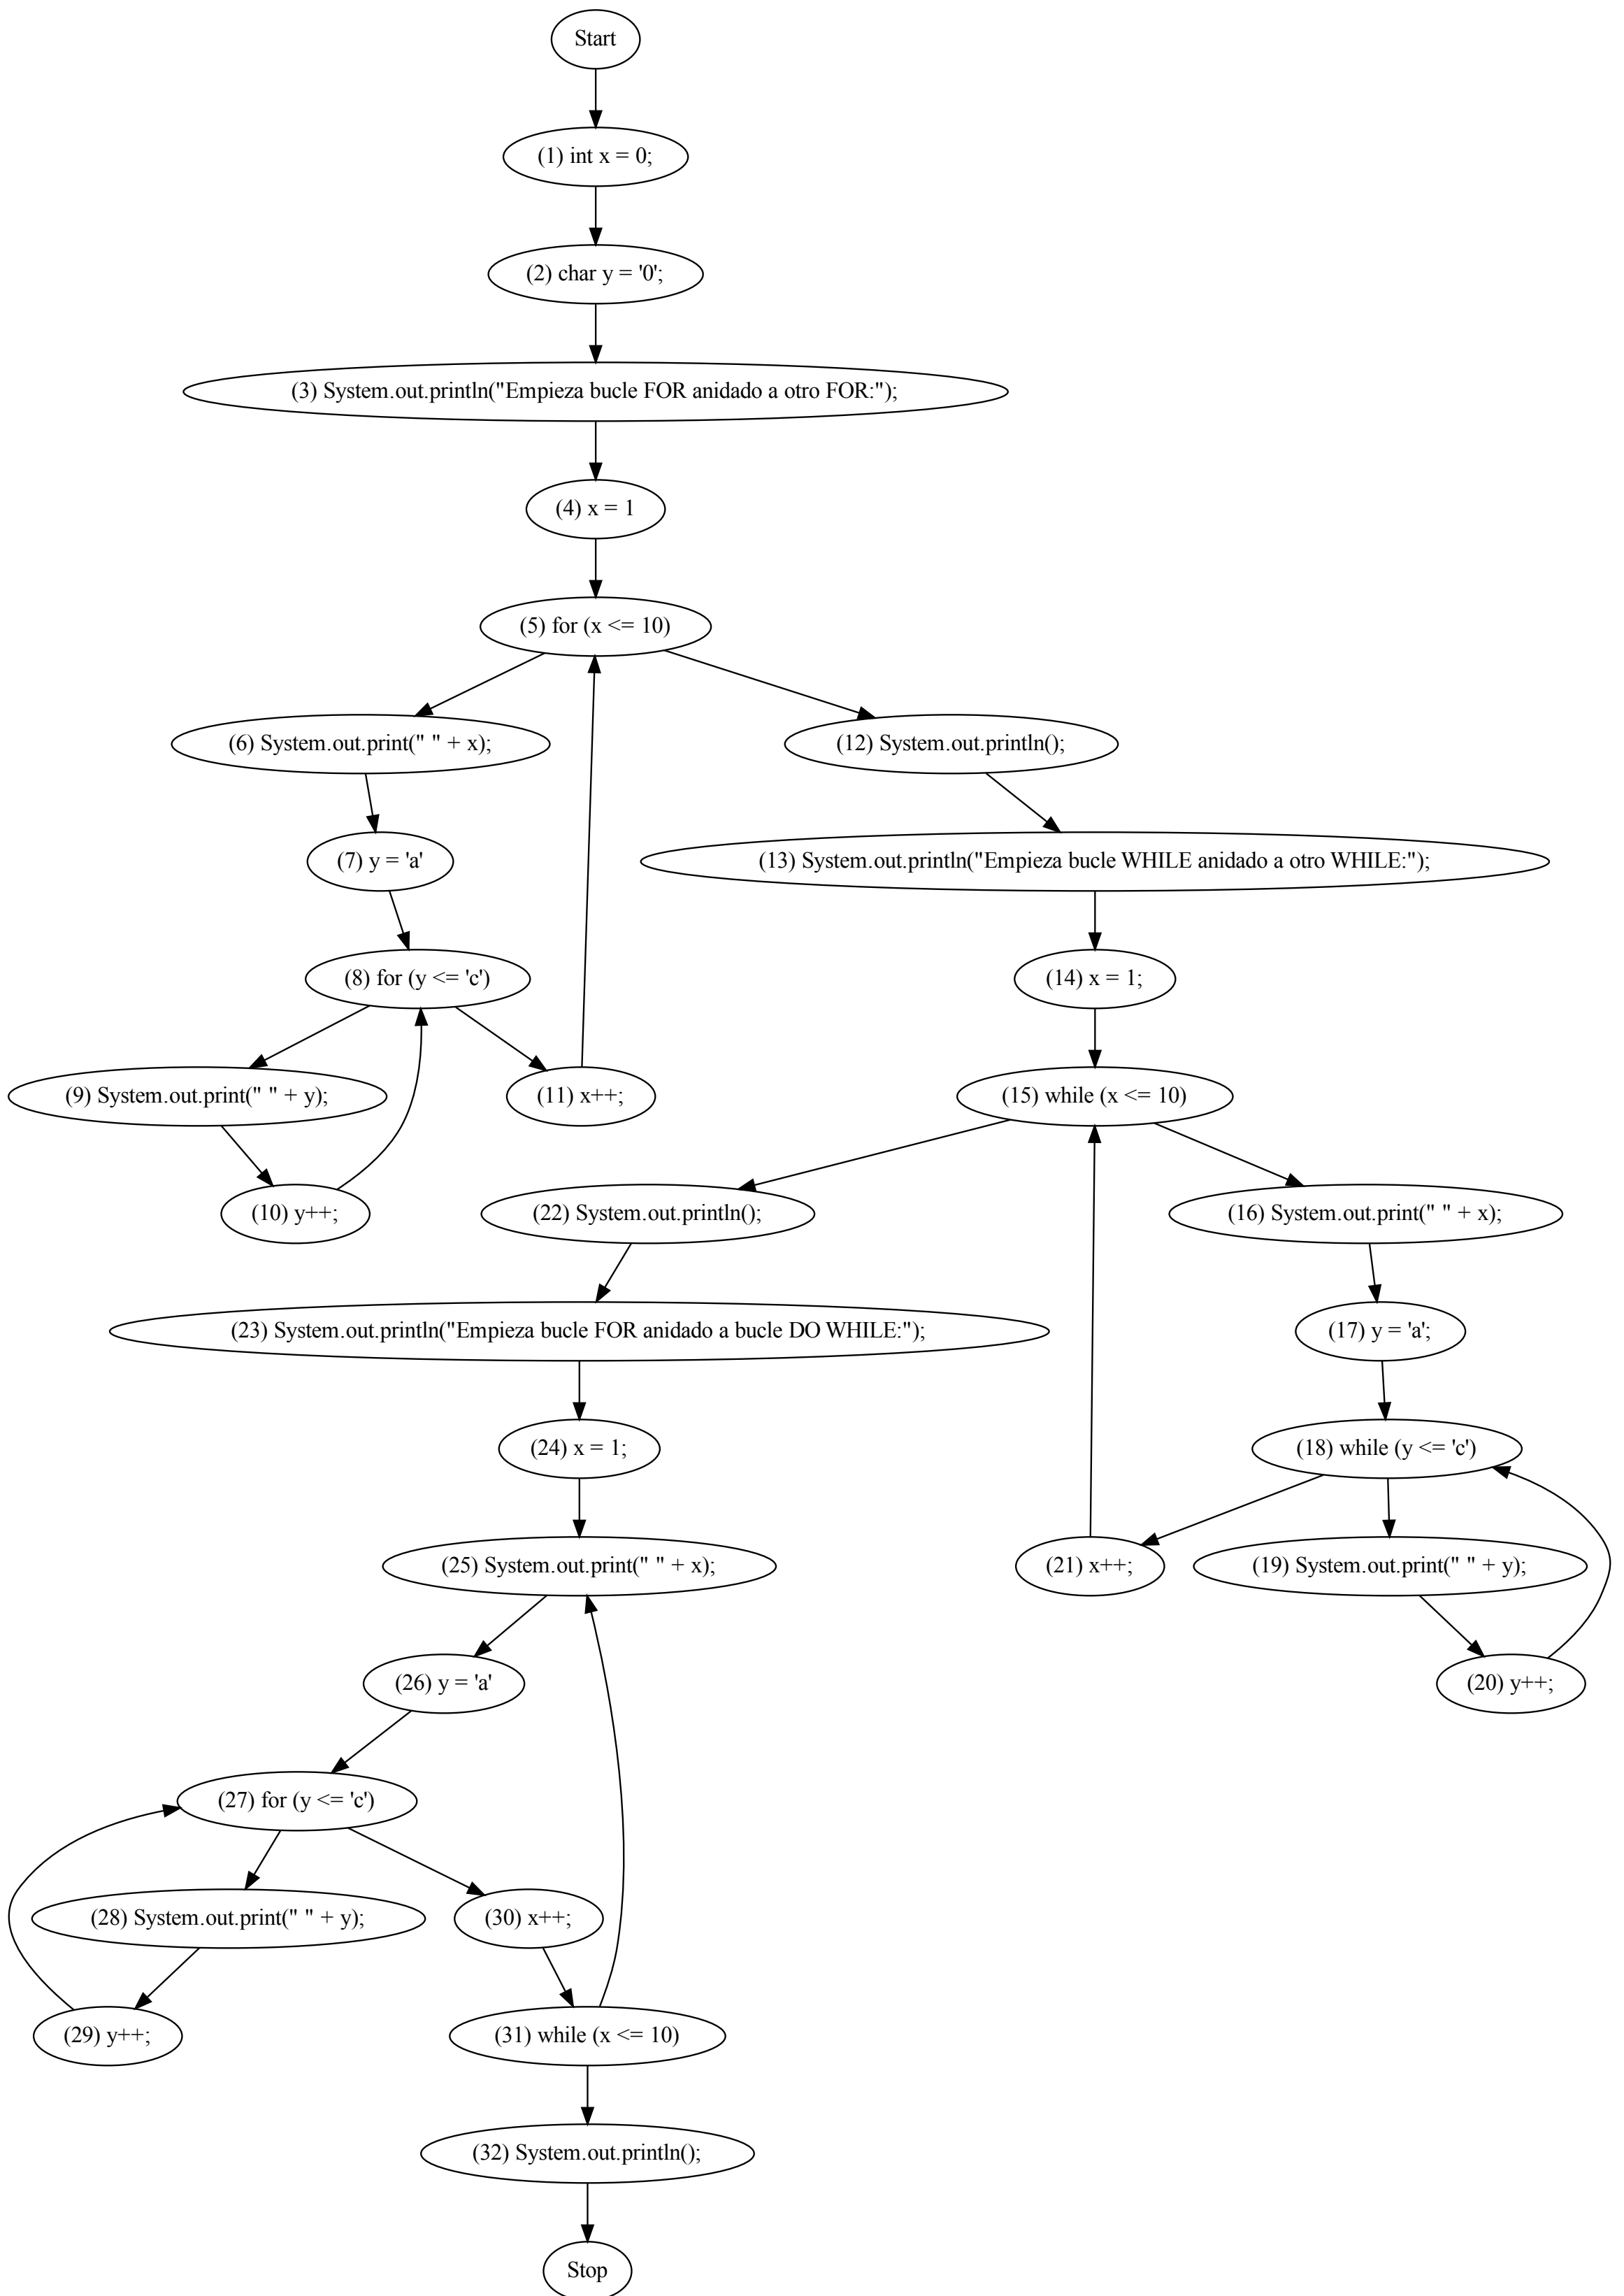 Start
(1) int x = 0;
(2) char y = '0';
(3) System.out.println("Empieza bucle FOR anidado a otro FOR:");
(4) x = 1
(5) for (x <= 10)
(6) System.out.print(" " + x);
(12) System.out.println();
(7) y = 'a'
(13) System.out.println("Empieza bucle WHILE anidado a otro WHILE:");
(8) for (y <= 'c')
(14) x = 1;
(9) System.out.print(" " + y);
(11) x++;
(15) while (x <= 10)
(10) y++;
(22) System.out.println();
(16) System.out.print(" " + x);
(23) System.out.println("Empieza bucle FOR anidado a bucle DO WHILE:");
(17) y = 'a';
(24) x = 1;
(18) while (y <= 'c')
(25) System.out.print(" " + x);
(21) x++;
(19) System.out.print(" " + y);
(26) y = 'a'
(20) y++;
(27) for (y <= 'c')
(28) System.out.print(" " + y);
(30) x++;
(29) y++;
(31) while (x <= 10)
(32) System.out.println();
Stop